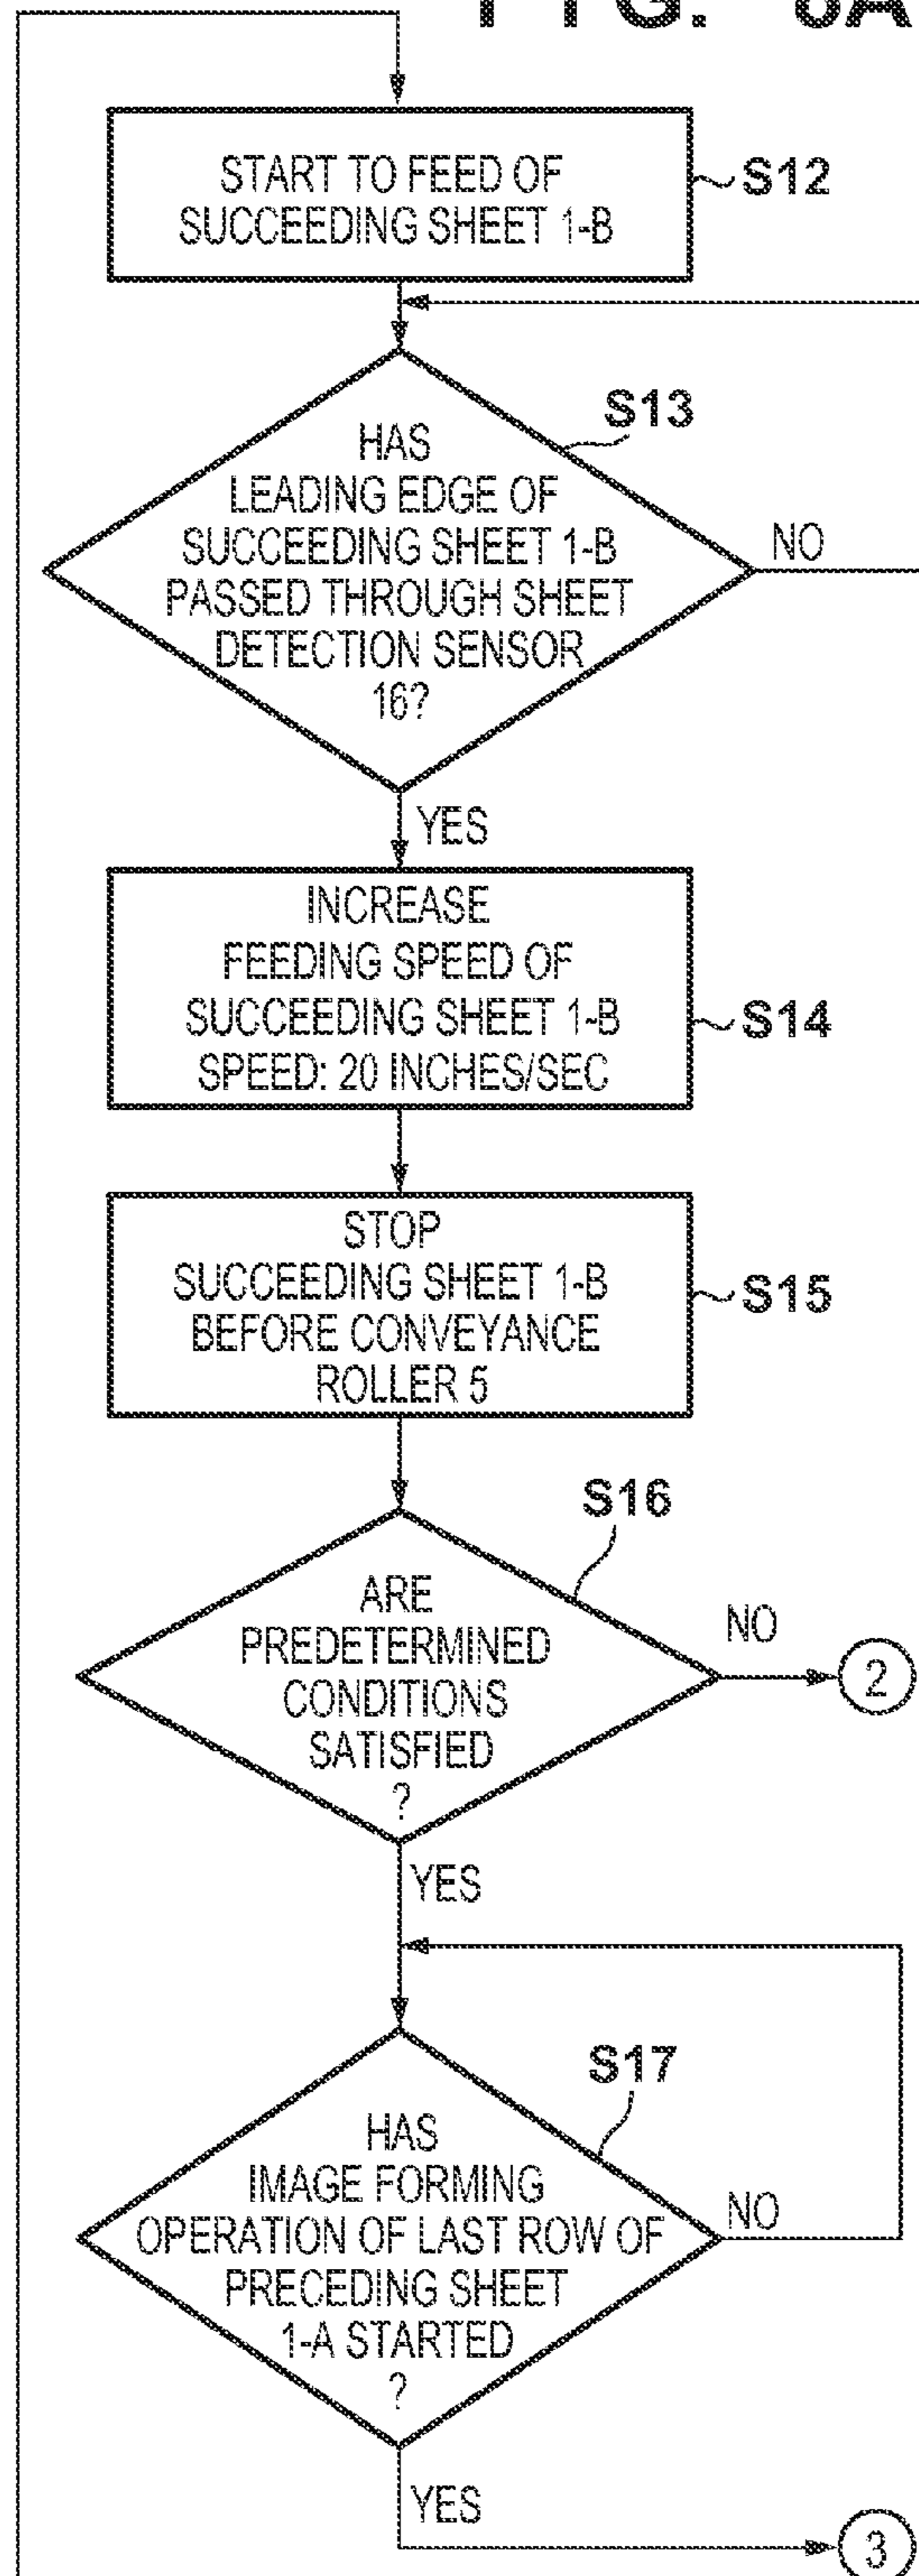 FIG. 8A
START TO FEED OF
SUCCEEDING SHEET 1-B
S12
S13
HAS
LEADING EDGE OF
SUCCEEDING SHEET 1-B
PASSED THROUGH SHEET
DETECTION SENSOR
16?
NO
YES
INCREASE
FEEDING SPEED OF
SUCCEEDING SHEET 1-B
SPEED: 20 INCHES/SEC
S14
STOP
SUCCEEDING SHEET 1-B
BEFORE CONVEYANCE
ROLLER 5
S15
S16
ARE
PREDETERMINED
CONDITIONS
SATISFIED
?
NO
2
YES
S17
HAS
IMAGE FORMING
OPERATION OF LAST ROW OF
PRECEDING SHEET
1-A STARTED
?
NO
YES
3